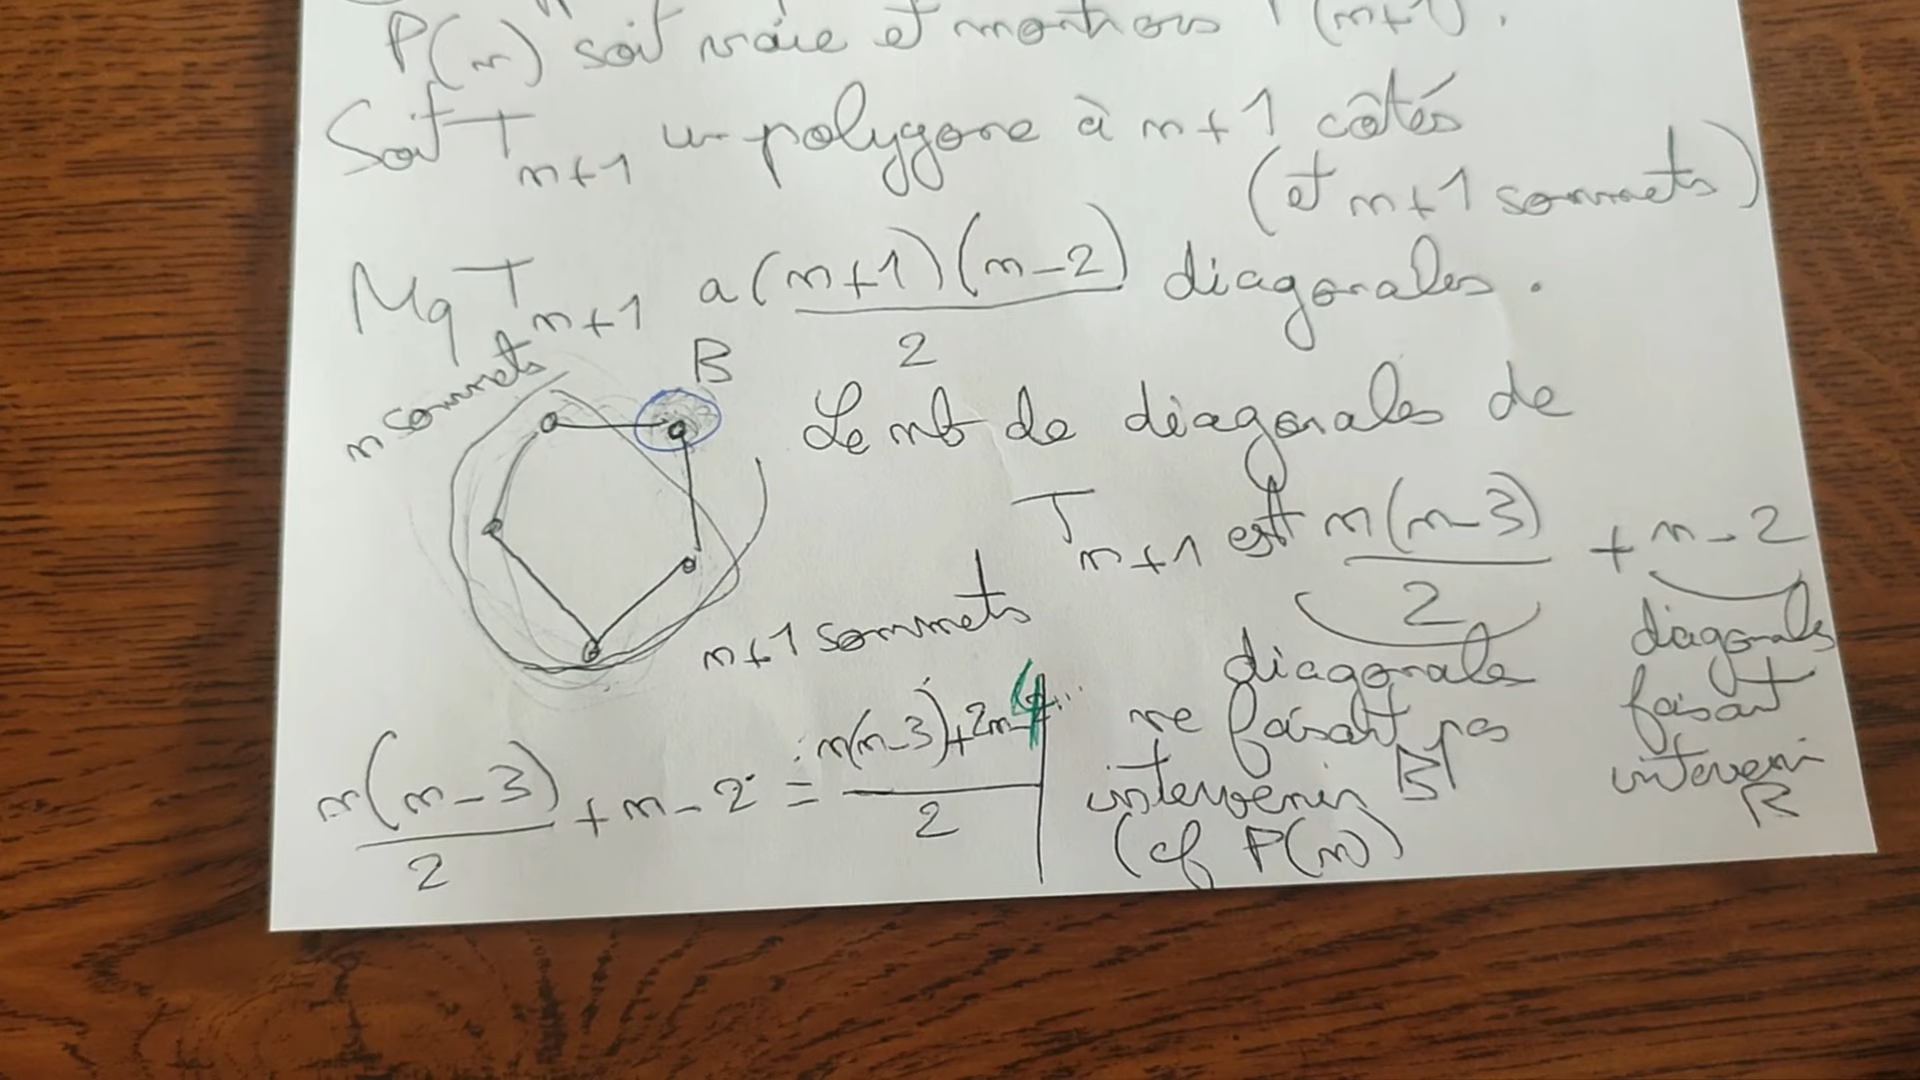 P(n) soit vraie et montrons P(n+1).
Soit T_{n+1} un polygone à n+1 côtés
(et n+1 sommets)
Mq T_{n+1} a (n+1)(n-2)/2 diagonales.
n sommets
B
Le nb de diagonales de
T_{n+1} est n(n-3)/2 + n-2
n+1 sommets
diagonales
ne faisant pas
intervenir B
(cf P(n))
diagonales
faisant
intervenir
B
n(n-3)/2 + n-2 = (n(n-3)+2n-4)/2